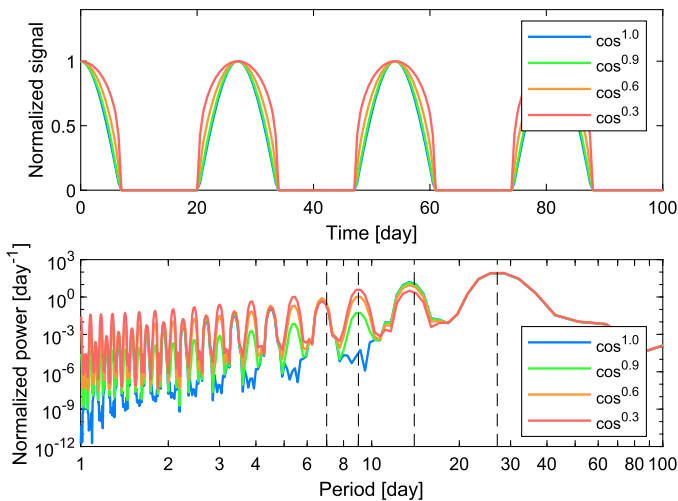 Normalized signal
1
0.5
0
0 20 40 60 80 100
Time [day]
cos^1.0
cos^0.9
cos^0.6
cos^0.3
Normalized power [day^-1]
10^3
10^0
10^-3
10^-6
10^-9
10^-12
1 2 3 4 6 8 10 20 30 40 60 80 100
Period [day]
cos^1.0
cos^0.9
cos^0.6
cos^0.3